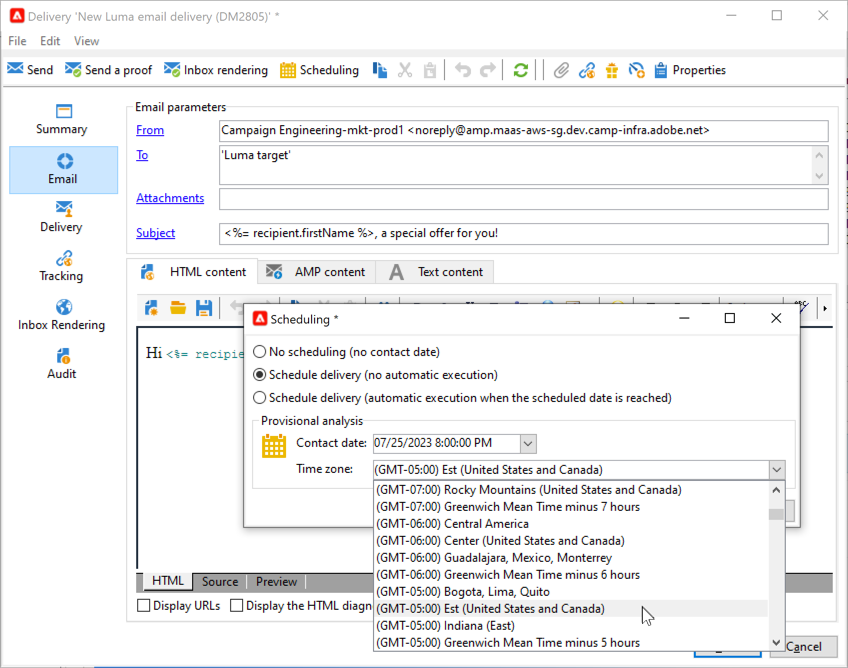 Delivery 'New Luma email delivery (DM2805)' *
File Edit View
Send Send a proof Inbox rendering Scheduling Properties
Summary
Email
Delivery
Tracking
Inbox Rendering
Audit
Email parameters
From Campaign Engineering-mkt-prod1 <noreply@amp.maas-aws-sg.dev.camp-infra.adobe.net>
To 'Luma target'
Attachments
Subject <%= recipient.firstName %>, a special offer for you!
HTML content AMP content Text content
Hi <%= recipie
Scheduling *
No scheduling (no contact date)
Schedule delivery (no automatic execution)
Schedule delivery (automatic execution when the scheduled date is reached)
Provisional analysis
Contact date: 07/25/2023 8:00:00 PM
Time zone: (GMT-05:00) Est (United States and Canada)
(GMT-07:00) Rocky Mountains (United States and Canada)
(GMT-07:00) Greenwich Mean Time minus 7 hours
(GMT-06:00) Central America
(GMT-06:00) Center (United States and Canada)
(GMT-06:00) Guadalajara, Mexico, Monterrey
(GMT-06:00) Greenwich Mean Time minus 6 hours
(GMT-05:00) Bogota, Lima, Quito
(GMT-05:00) Est (United States and Canada)
(GMT-05:00) Indiana (East)
(GMT-05:00) Greenwich Mean Time minus 5 hours
HTML Source Preview
Display URLs Display the HTML diagn
Cancel